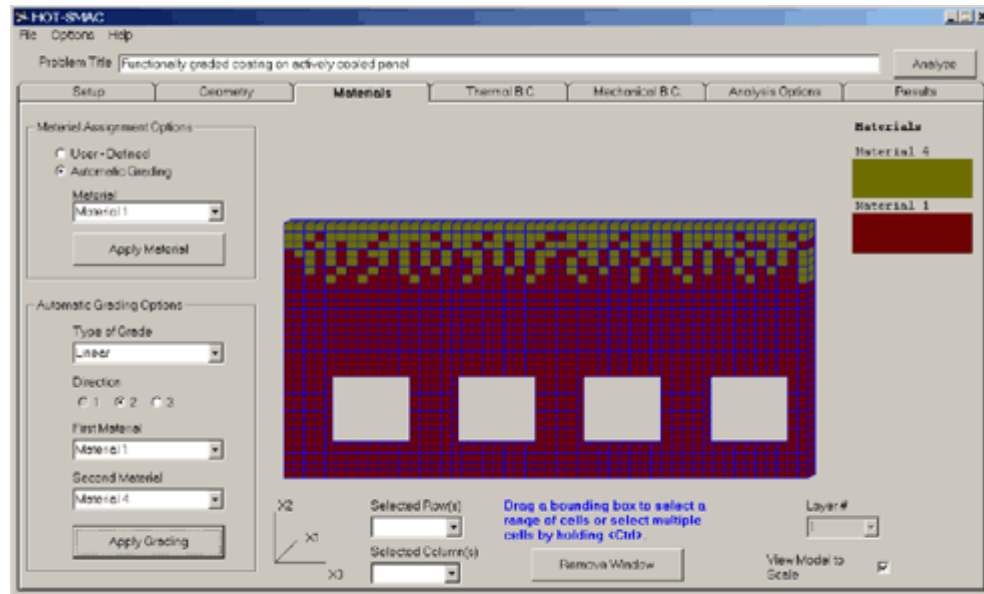 HOT-SMAC
File Options Help
Problem Title Functionally graded coating on actively cooled panel Analyze
Setup Geometry Materials Thermal B.C. Mechanical B.C. Analysis Options Results
Material Assignment Options
User-Defined
Automatic Grading
Material
Material 1
Apply Material
Automatic Grading Options
Type of Grade
Linear
Direction
1 2 3
First Material
Material 1
Second Material
Material 4
Apply Grading
Materials
Material 4
Material 1
X2
X1
X3
Selected Row(s)
Selected Column(s)
Drag a bounding box to select a
range of cells or select multiple
cells by holding <Ctrl>.
Remove Window
Layer #
1
View Model to
Scale